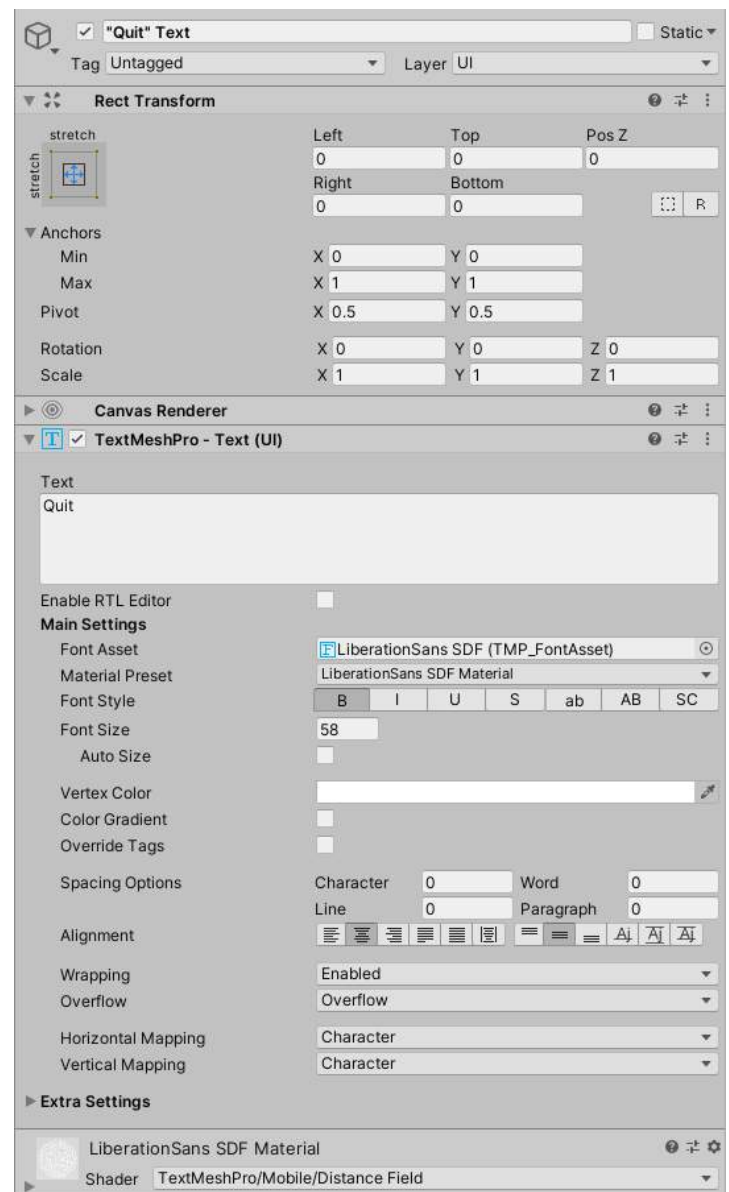 "Quit" Text Static
Tag Untagged Layer UI
Rect Transform
stretch Left Top Pos Z
stretch 0 0 0
Right Bottom
0 0 R
Anchors
Min X 0 Y 0
Max X 1 Y 1
Pivot X 0.5 Y 0.5
Rotation X 0 Y 0 Z 0
Scale X 1 Y 1 Z 1
Canvas Renderer
T TextMeshPro - Text (UI)
Text
Quit
Enable RTL Editor
Main Settings
Font Asset F LiberationSans SDF (TMP_FontAsset)
Material Preset LiberationSans SDF Material
Font Style B I U S ab AB SC
Font Size 58
Auto Size
Vertex Color
Color Gradient
Override Tags
Spacing Options Character 0 Word 0
Line 0 Paragraph 0
Alignment
Wrapping Enabled
Overflow Overflow
Horizontal Mapping Character
Vertical Mapping Character
Extra Settings
LiberationSans SDF Material
Shader TextMeshPro/Mobile/Distance Field